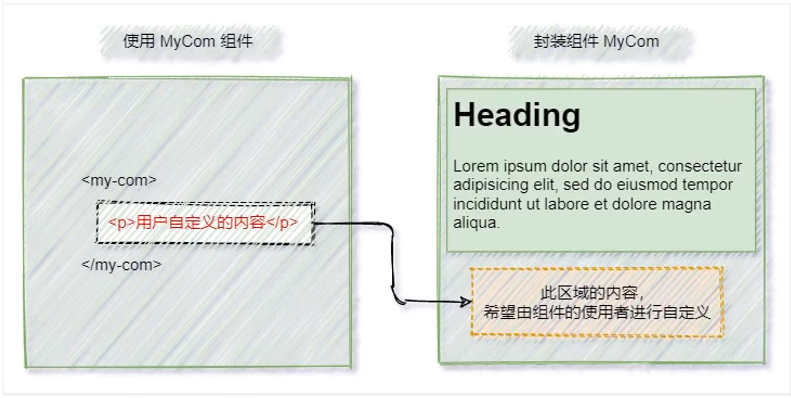 使用 MyCom 组件
封装组件 MyCom
<my-com>
<p>用户自定义的内容</p>
</my-com>
Heading
Lorem ipsum dolor sit amet, consectetur
adipisicing elit, sed do eiusmod tempor
incididunt ut labore et dolore magna
aliqua.
此区域的内容，
希望由组件的使用者进行自定义